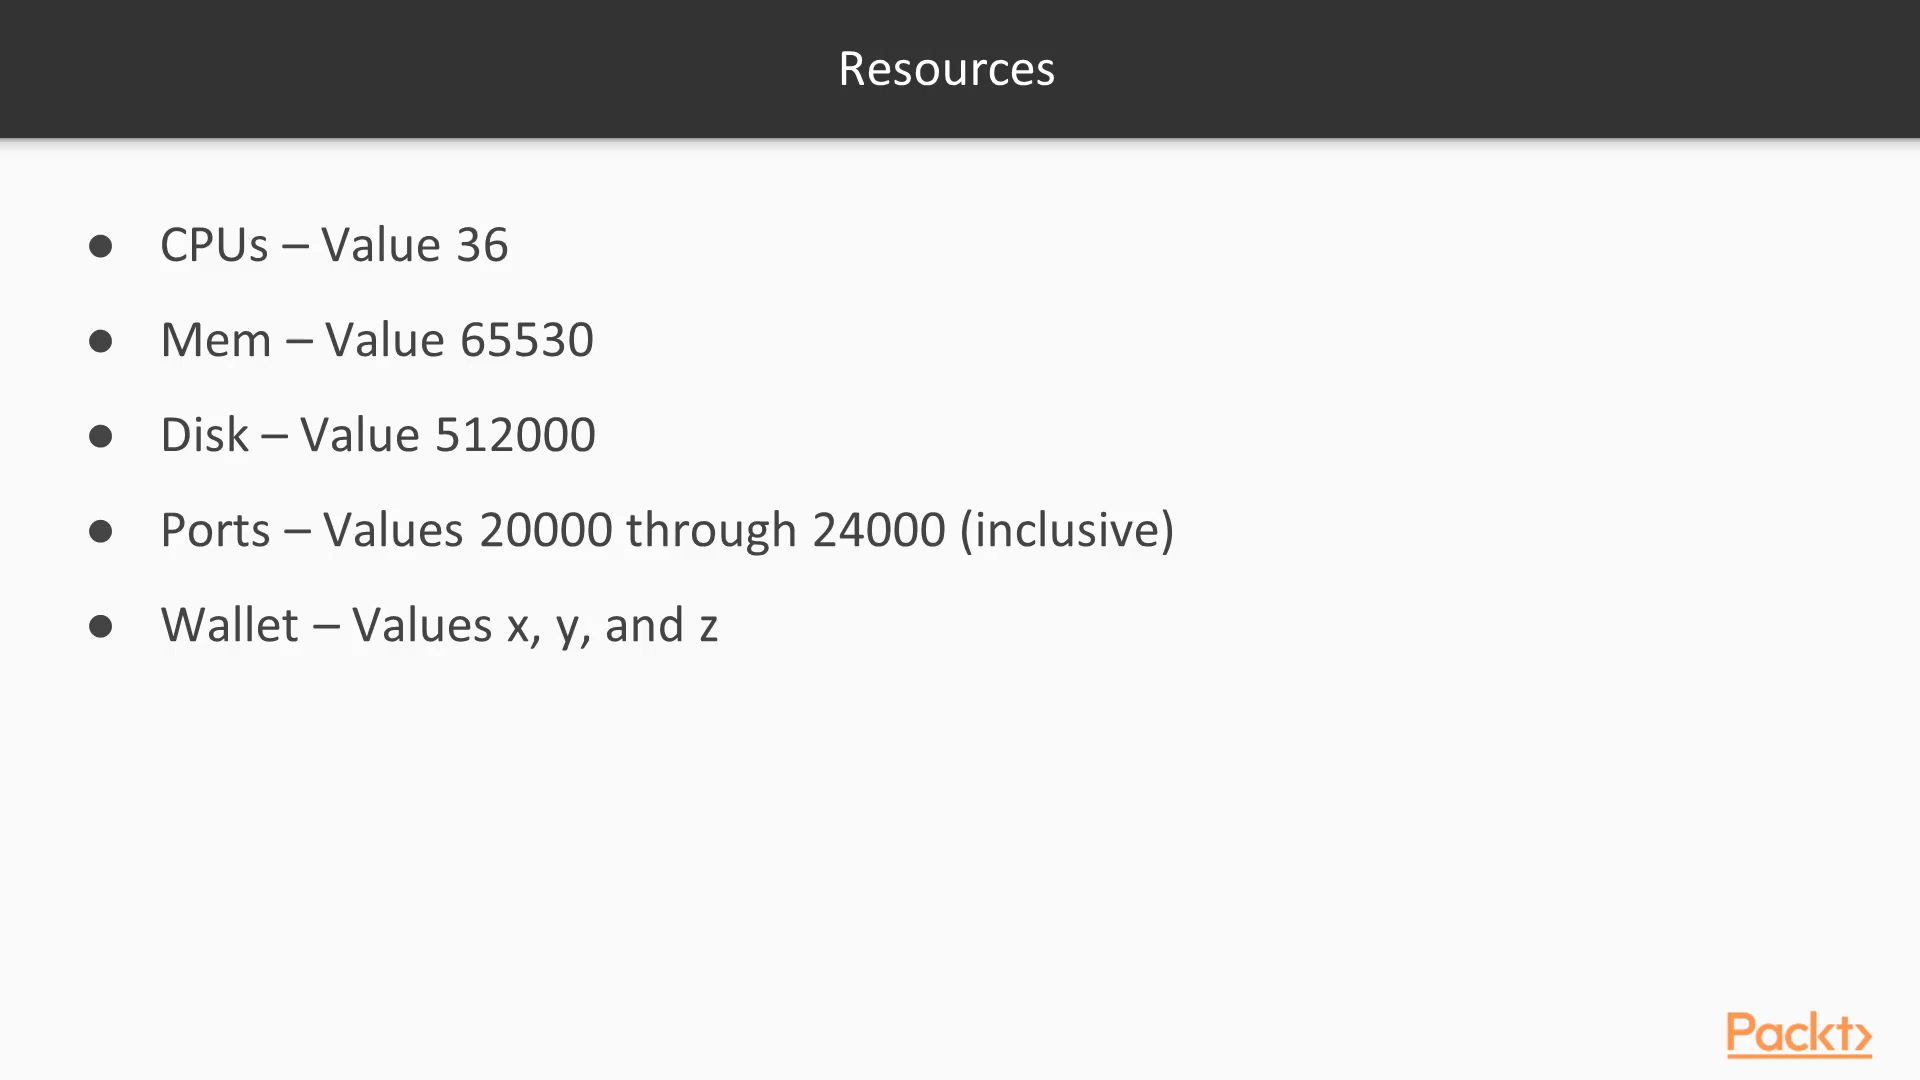 Resources
● CPUs – Value 36
● Mem – Value 65530
● Disk – Value 512000
● Ports – Values 20000 through 24000 (inclusive)
● Wallet – Values x, y, and z
Packt>